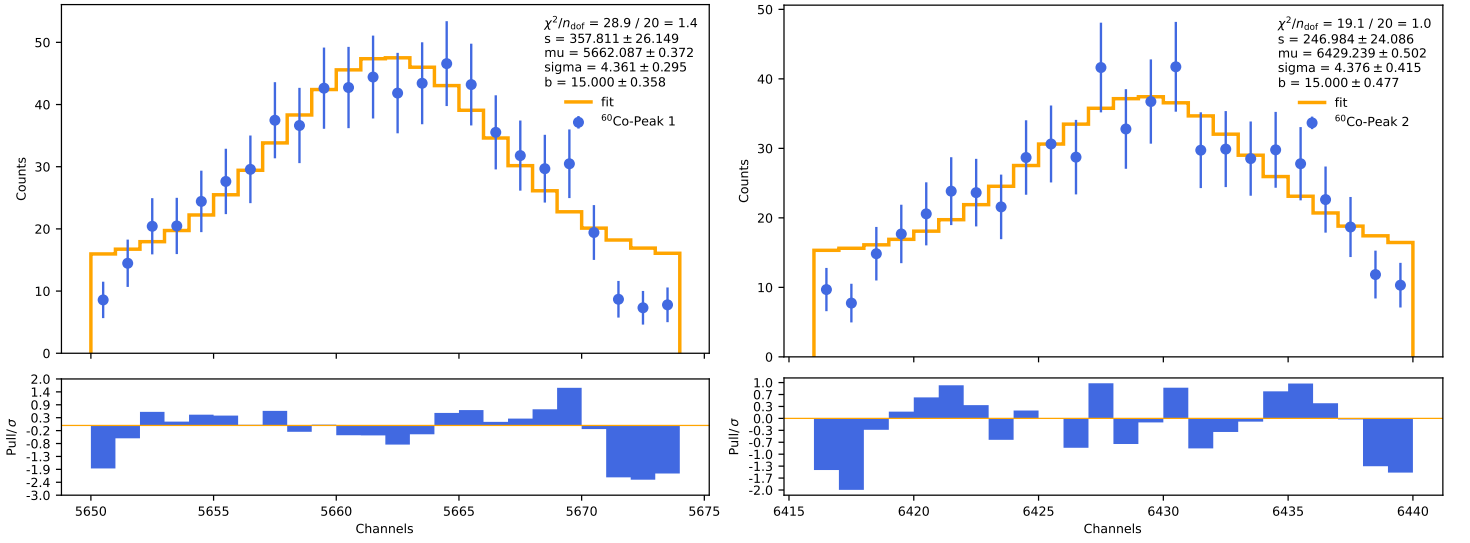 χ²/n_dof = 28.9 / 20 = 1.4
s = 357.811 ± 26.149
mu = 5662.087 ± 0.372
sigma = 4.361 ± 0.295
b = 15.000 ± 0.358
fit
⁶⁰Co-Peak 1
Counts
50
40
30
20
10
0
Pull/σ
2.0
1.4
0.9
0.3
-0.2
-0.8
-1.3
-1.9
-2.4
-3.0
5650
5655
5660
5665
5670
5675
Channels
χ²/n_dof = 19.1 / 20 = 1.0
s = 246.984 ± 24.086
mu = 6429.239 ± 0.502
sigma = 4.376 ± 0.415
b = 15.000 ± 0.477
fit
⁶⁰Co-Peak 2
Counts
50
40
30
20
10
0
Pull/σ
1.0
0.7
0.3
0.0
-0.3
-0.7
-1.0
-1.3
-1.7
-2.0
6415
6420
6425
6430
6435
6440
Channels